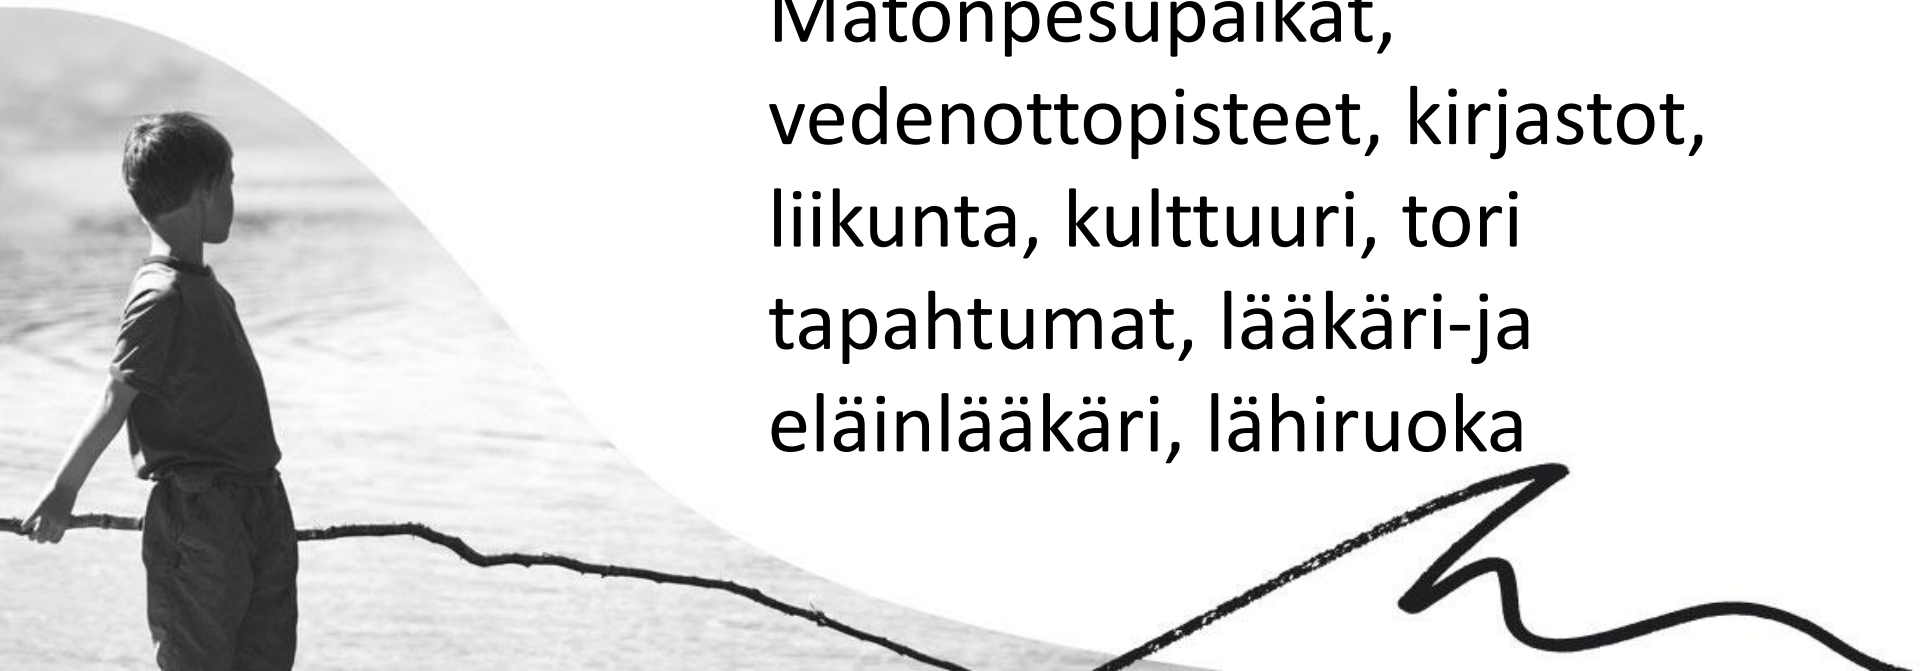 Matonpesupaikat,
vedenottopisteet, kirjastot,
liikunta, kulttuuri, tori
tapahtumat, lääkäri-ja
eläinlääkäri, lähiruoka